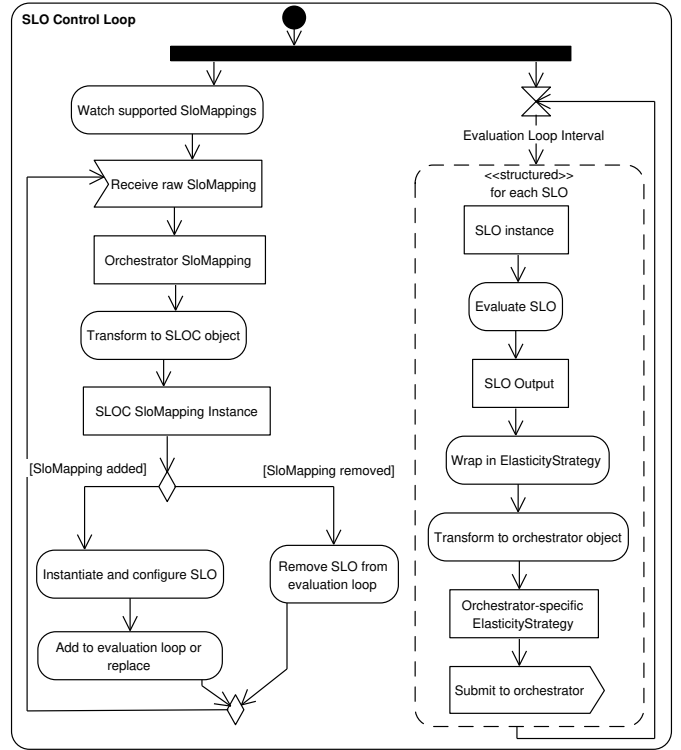 SLO Control Loop
Watch supported SloMappings
Receive raw SloMapping
Orchestrator SloMapping
Transform to SLOC object
SLOC SloMapping Instance
[SloMapping added]
[SloMapping removed]
Instantiate and configure SLO
Remove SLO from
evaluation loop
Add to evaluation loop or
replace
Evaluation Loop Interval
<<structured>>
for each SLO
SLO instance
Evaluate SLO
SLO Output
Wrap in ElasticityStrategy
Transform to orchestrator object
Orchestrator-specific
ElasticityStrategy
Submit to orchestrator